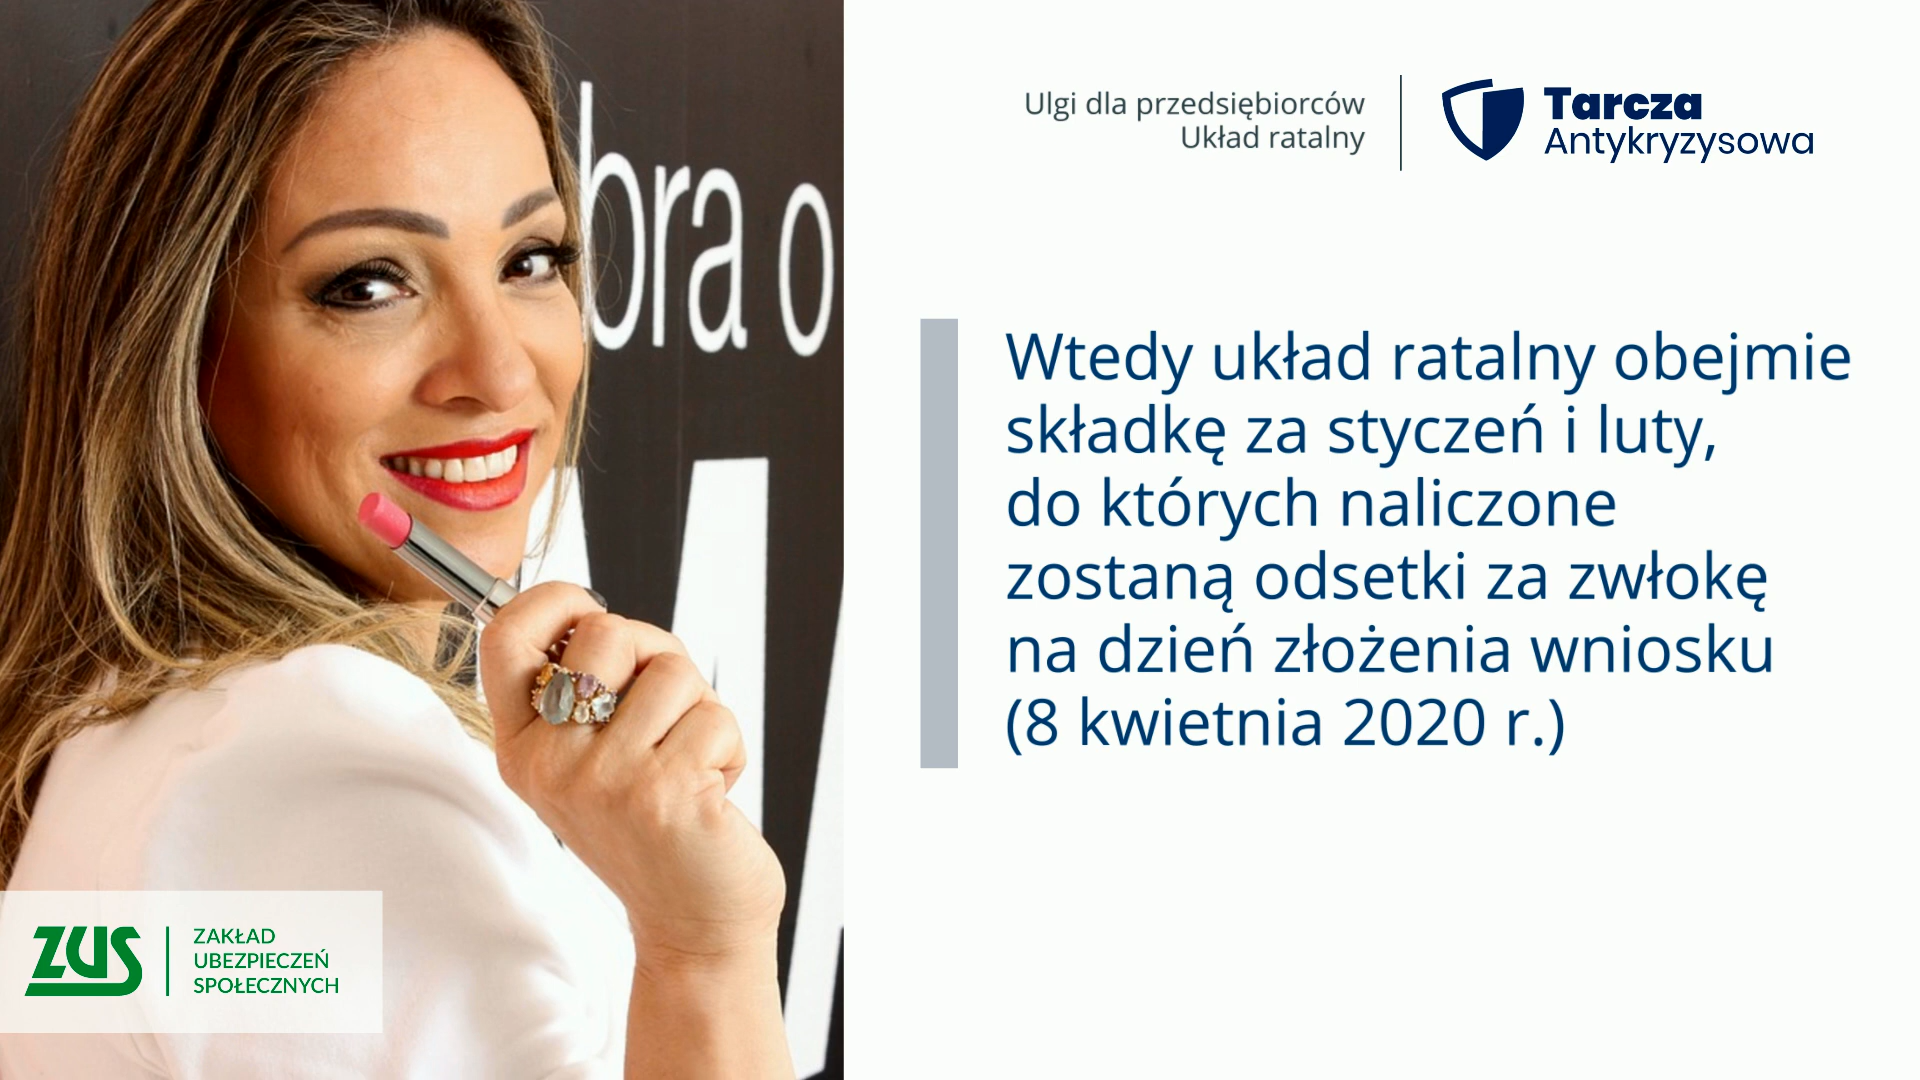 bra o
M
Ulgi dla przedsiębiorców
Układ ratalny
Tarcza
Antykryzysowa
Wtedy układ ratalny obejmie
składkę za styczeń i luty,
do których naliczone
zostaną odsetki za zwłokę
na dzień złożenia wniosku
(8 kwietnia 2020 r.)
ZUS
ZAKŁAD
UBEZPIECZEŃ
SPOŁECZNYCH